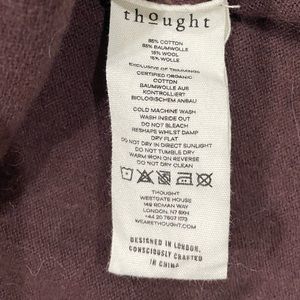 thought
85% COTTON
85% BAUMWOLLE
15% WOOL
15% WOLLE
EXCLUSIVE OF TRIMMINGS
CERTIFIED ORGANIC
COTTON
BAUMWOLLE AUS
KONTROLLIERT
BIOLOGISCHEM ANBAU
COLD MACHINE WASH
WASH INSIDE OUT
DO NOT BLEACH
RESHAPE WHILST DAMP
DRY FLAT
DO NOT DRY IN DIRECT SUNLIGHT
DO NOT TUMBLE DRY
WARM IRON ON REVERSE
DO NOT DRY CLEAN
THOUGHT
WESTGATE HOUSE
149 ROMAN WAY
LONDON, N7 8XH
+44 20 7607 1173
WEARETHOUGHT.COM
DESIGNED IN LONDON,
CONSCIOUSLY CRAFTED
IN CHINA